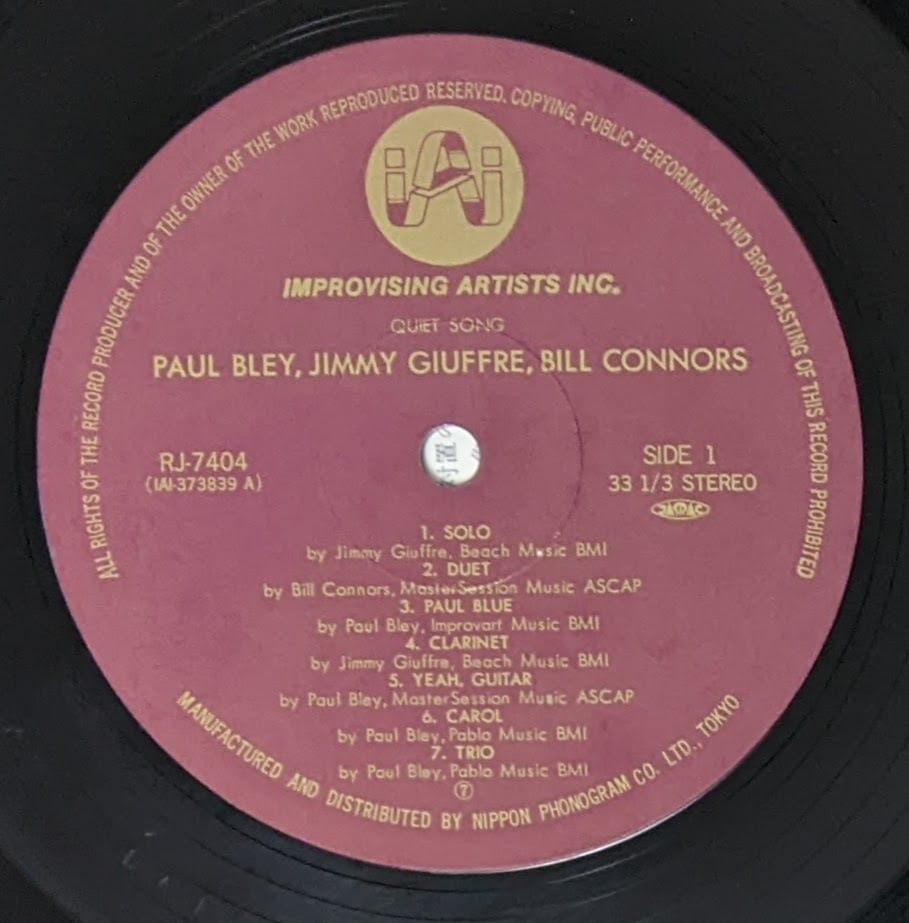 ALL RIGHTS OF THE RECORD PRODUCER AND OF THE OWNER OF THE WORK REPRODUCED RESERVED. COPYING, PUBLIC PERFORMANCE AND BROADCASTING OF THIS RECORD PROHIBITED
iAi
IMPROVISING ARTISTS INC.
QUIET SONG
PAUL BLEY, JIMMY GIUFFRE, BILL CONNORS
RJ-7404
(IAI-373839 A)
SIDE 1
33 1/3 STEREO
JASRAC
1. SOLO
by Jimmy Giuffre, Beach Music BMI
2. DUET
by Bill Connors, MasterSession Music ASCAP
3. PAUL BLUE
by Paul Bley, Improvart Music BMI
4. CLARINET
by Jimmy Giuffre, Beach Music BMI
5. YEAH, GUITAR
by Paul Bley, MasterSession Music ASCAP
6. CAROL
by Paul Bley, Pablo Music BMI
7. TRIO
by Paul Bley, Pablo Music BMI
⑦
MANUFACTURED AND DISTRIBUTED BY NIPPON PHONOGRAM CO. LTD., TOKYO